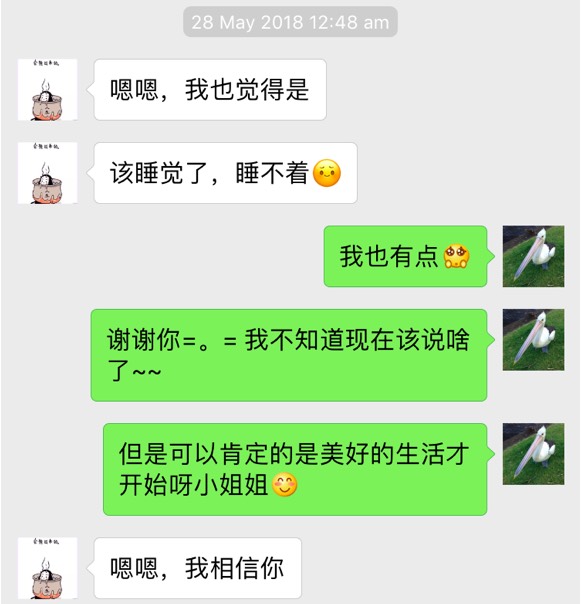 28 May 2018 12:48 am
嗯嗯，我也觉得是
该睡觉了，睡不着
我也有点
谢谢你=。= 我不知道现在该说啥
了~~
但是可以肯定的是美好的生活才
开始呀小姐姐
嗯嗯，我相信你